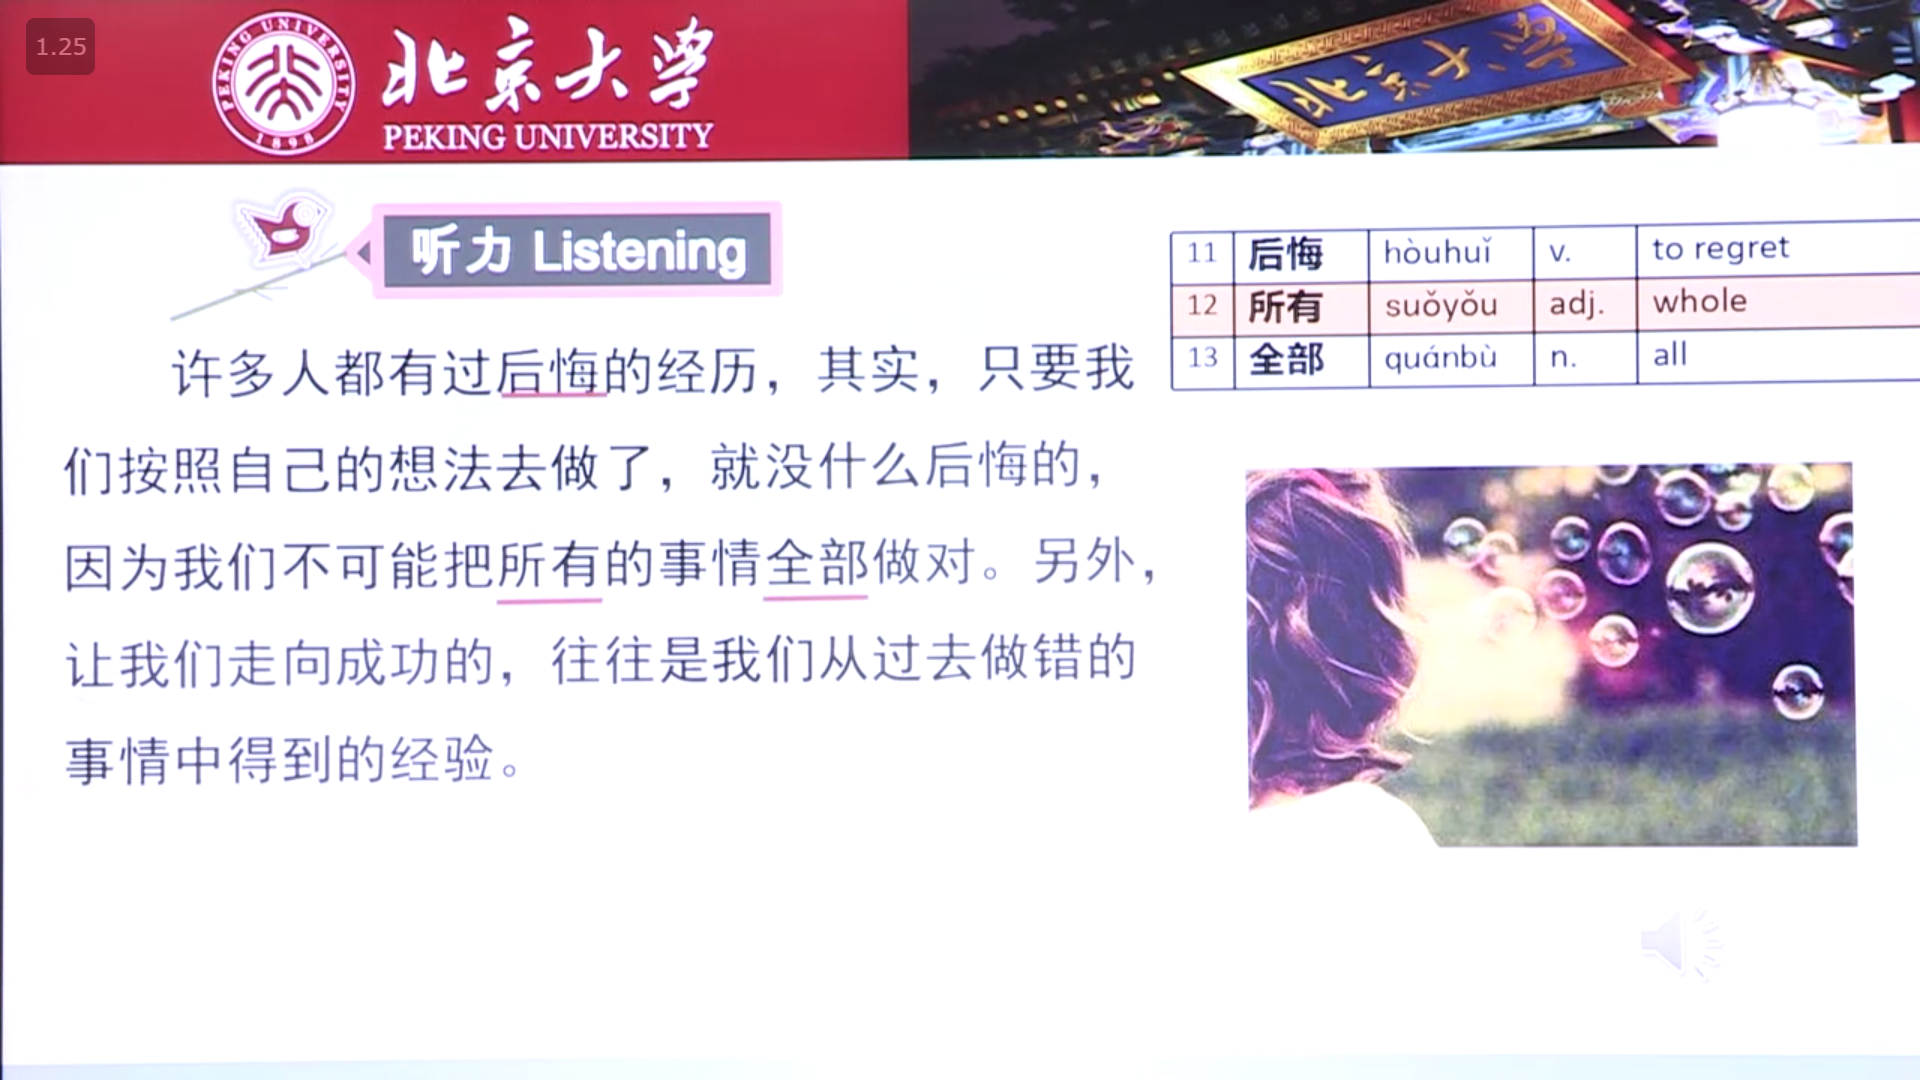 1.25
PEKING UNIVERSITY
1898
北京大学
PEKING UNIVERSITY
北京大学
听力 Listening
11 后悔 hòuhuǐ v. to regret
12 所有 suǒyǒu adj. whole
13 全部 quánbù n. all
许多人都有过后悔的经历，其实，只要我
们按照自己的想法去做了，就没什么后悔的，
因为我们不可能把所有的事情全部做对。另外，
让我们走向成功的，往往是我们从过去做错的
事情中得到的经验。